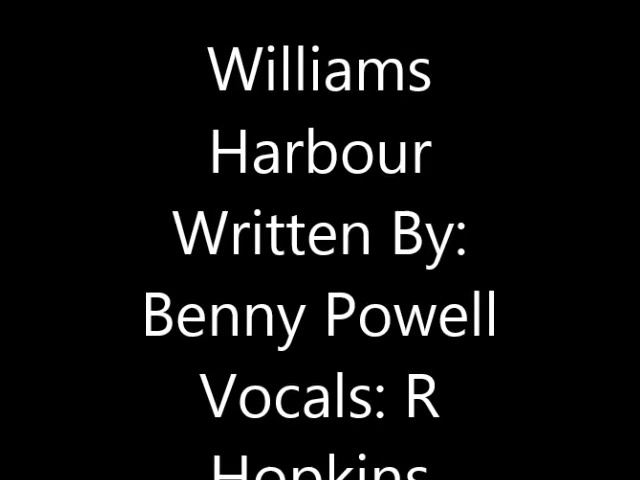 Williams
Harbour
Written By:
Benny Powell
Vocals: R
Hopkins